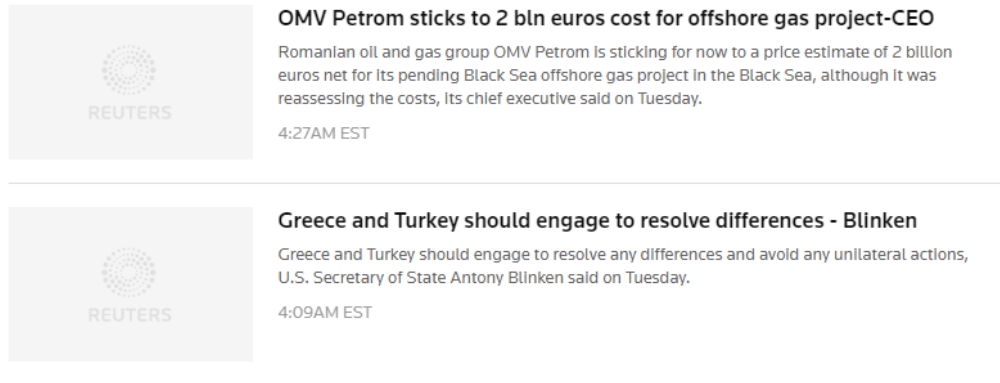 OMV Petrom sticks to 2 bln euros cost for offshore gas project-CEO
Romanian oil and gas group OMV Petrom is sticking for now to a price estimate of 2 billion
euros net for its pending Black Sea offshore gas project in the Black Sea, although it was
reassessing the costs, its chief executive said on Tuesday.
REUTERS
4:27AM EST
Greece and Turkey should engage to resolve differences - Blinken
Greece and Turkey should engage to resolve any differences and avoid any unilateral actions,
U.S. Secretary of State Antony Blinken said on Tuesday.
REUTERS
4:09AM EST